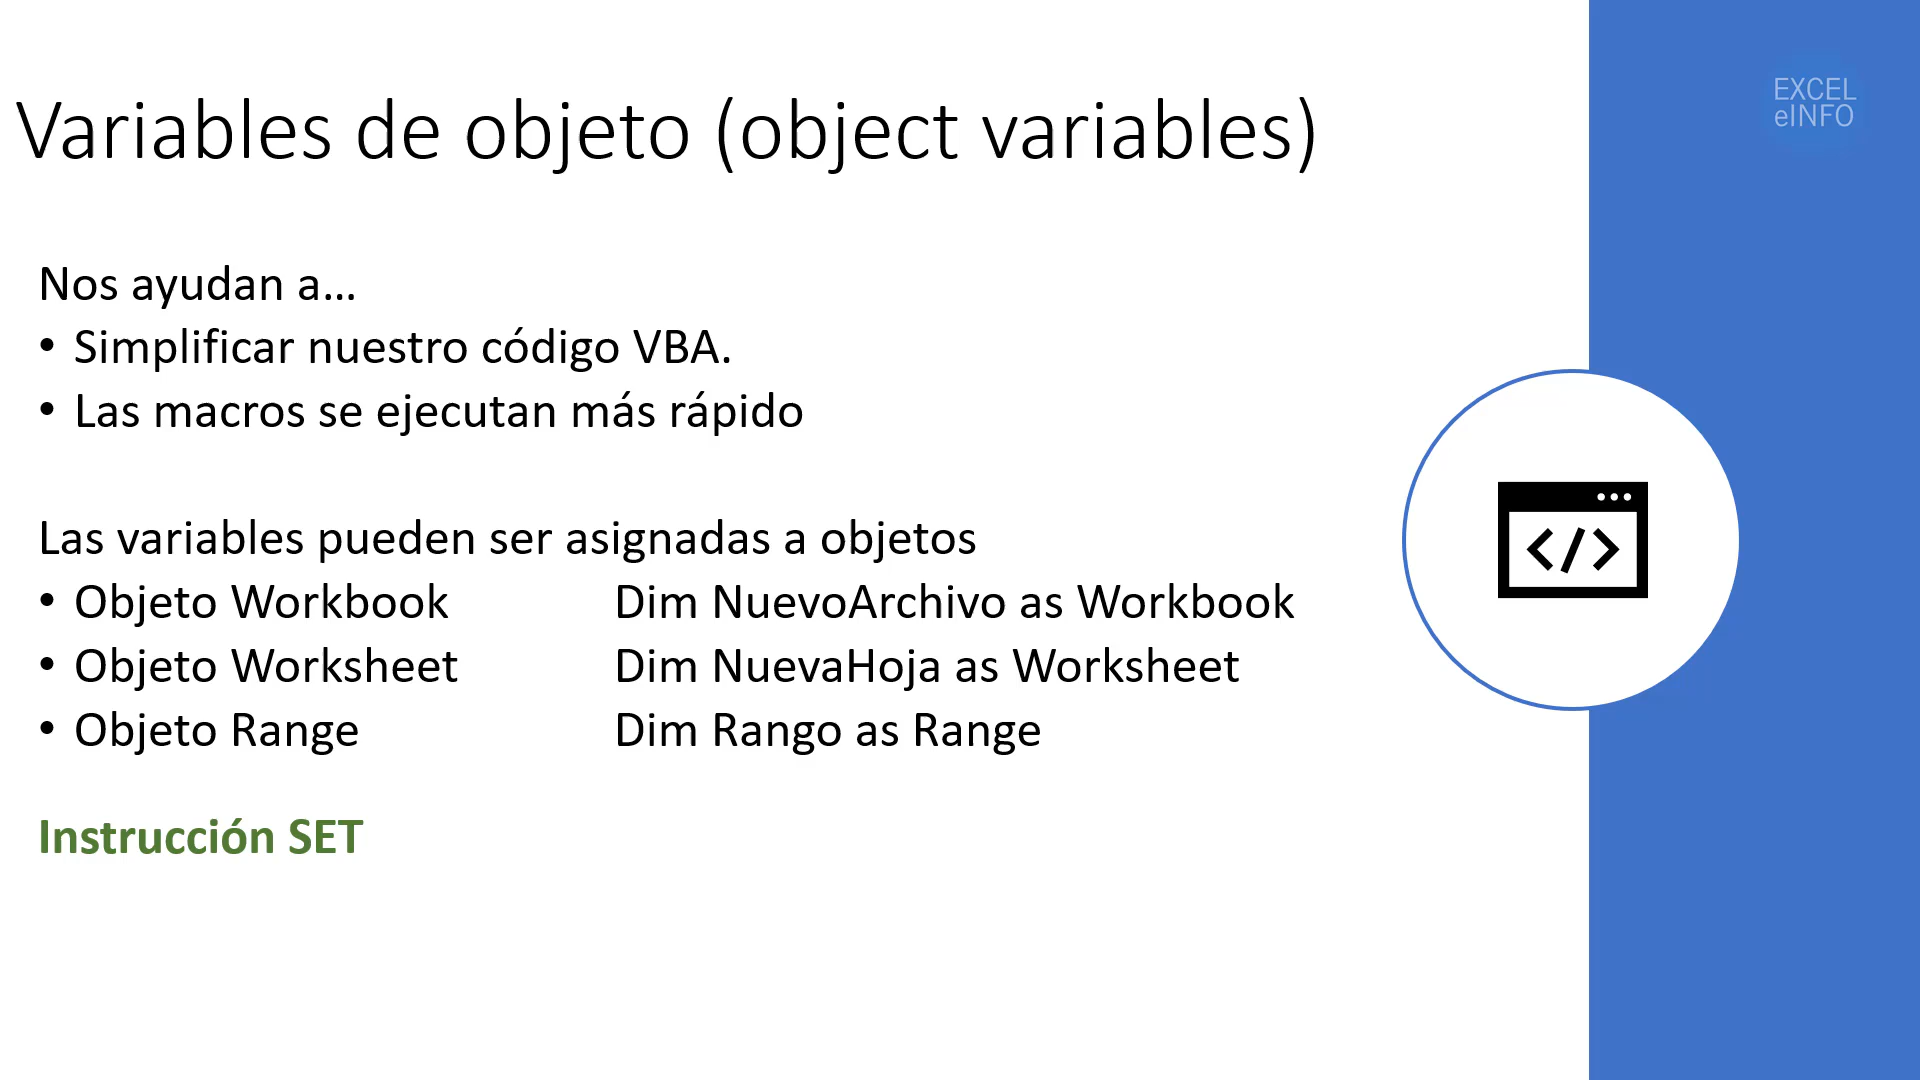 Variables de objeto (object variables)
EXCEL
eINFO
Nos ayudan a...
• Simplificar nuestro código VBA.
• Las macros se ejecutan más rápido
Las variables pueden ser asignadas a objetos
• Objeto Workbook Dim NuevoArchivo as Workbook
• Objeto Worksheet Dim NuevaHoja as Worksheet
• Objeto Range Dim Rango as Range
Instrucción SET